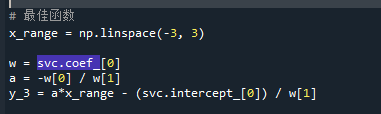 # 最佳函数
x_range = np.linspace(-3, 3)
w = svc.coef_[0]
a = -w[0] / w[1]
y_3 = a*x_range - (svc.intercept_[0]) / w[1]